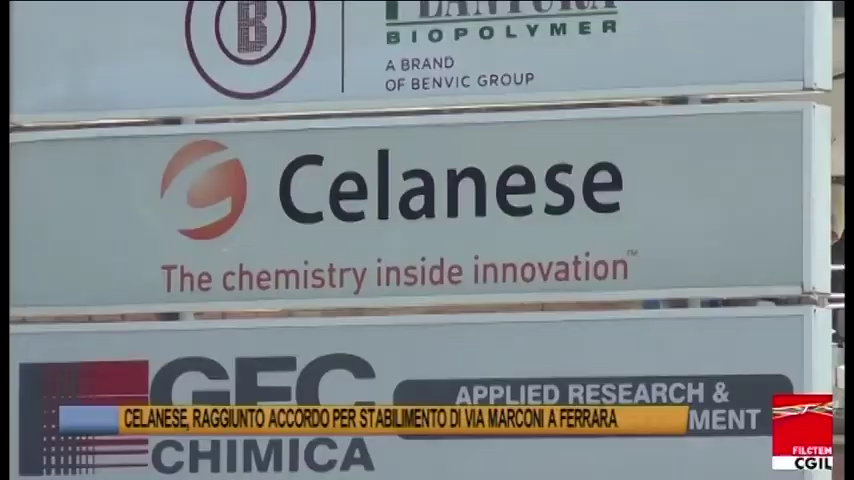 B
PLANTURA
BIOPOLYMER
A BRAND
OF BENVIC GROUP
Celanese
The chemistry inside innovation™
GFC
CHIMICA
APPLIED RESEARCH &
MENT
CELANESE, RAGGIUNTO ACCORDO PER STABILIMENTO DI VIA MARCONI A FERRARA
FILCTEM
CGIL